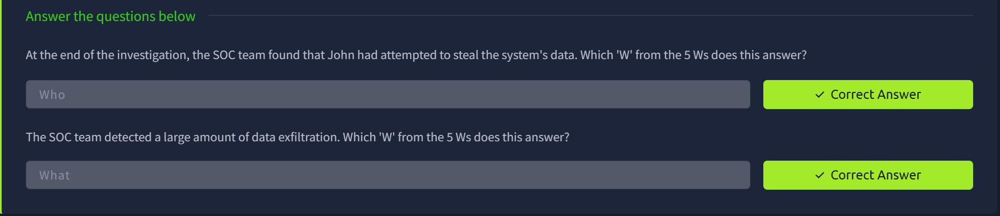 Answer the questions below
At the end of the investigation, the SOC team found that John had attempted to steal the system's data. Which 'W' from the 5 Ws does this answer?
Who
✓ Correct Answer
The SOC team detected a large amount of data exfiltration. Which 'W' from the 5 Ws does this answer?
What
✓ Correct Answer